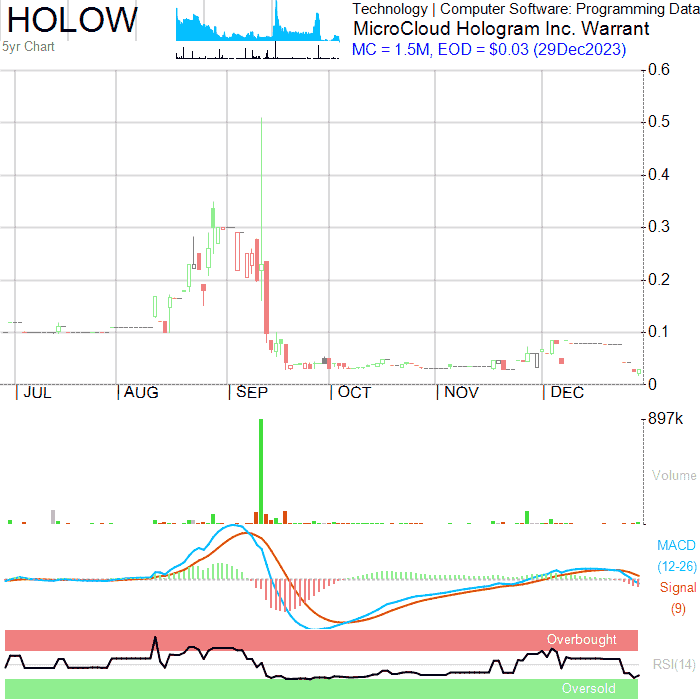 HOLOW
5yr Chart
Technology | Computer Software: Programming Data
MicroCloud Hologram Inc. Warrant
MC = 1.5M, EOD = $0.03 (29Dec2023)
0.6
0.5
0.4
0.3
0.2
0.1
0
JUL AUG SEP OCT NOV DEC
897k
Volume
MACD
(12-26)
Signal
(9)
Overbought
RSI(14)
Oversold